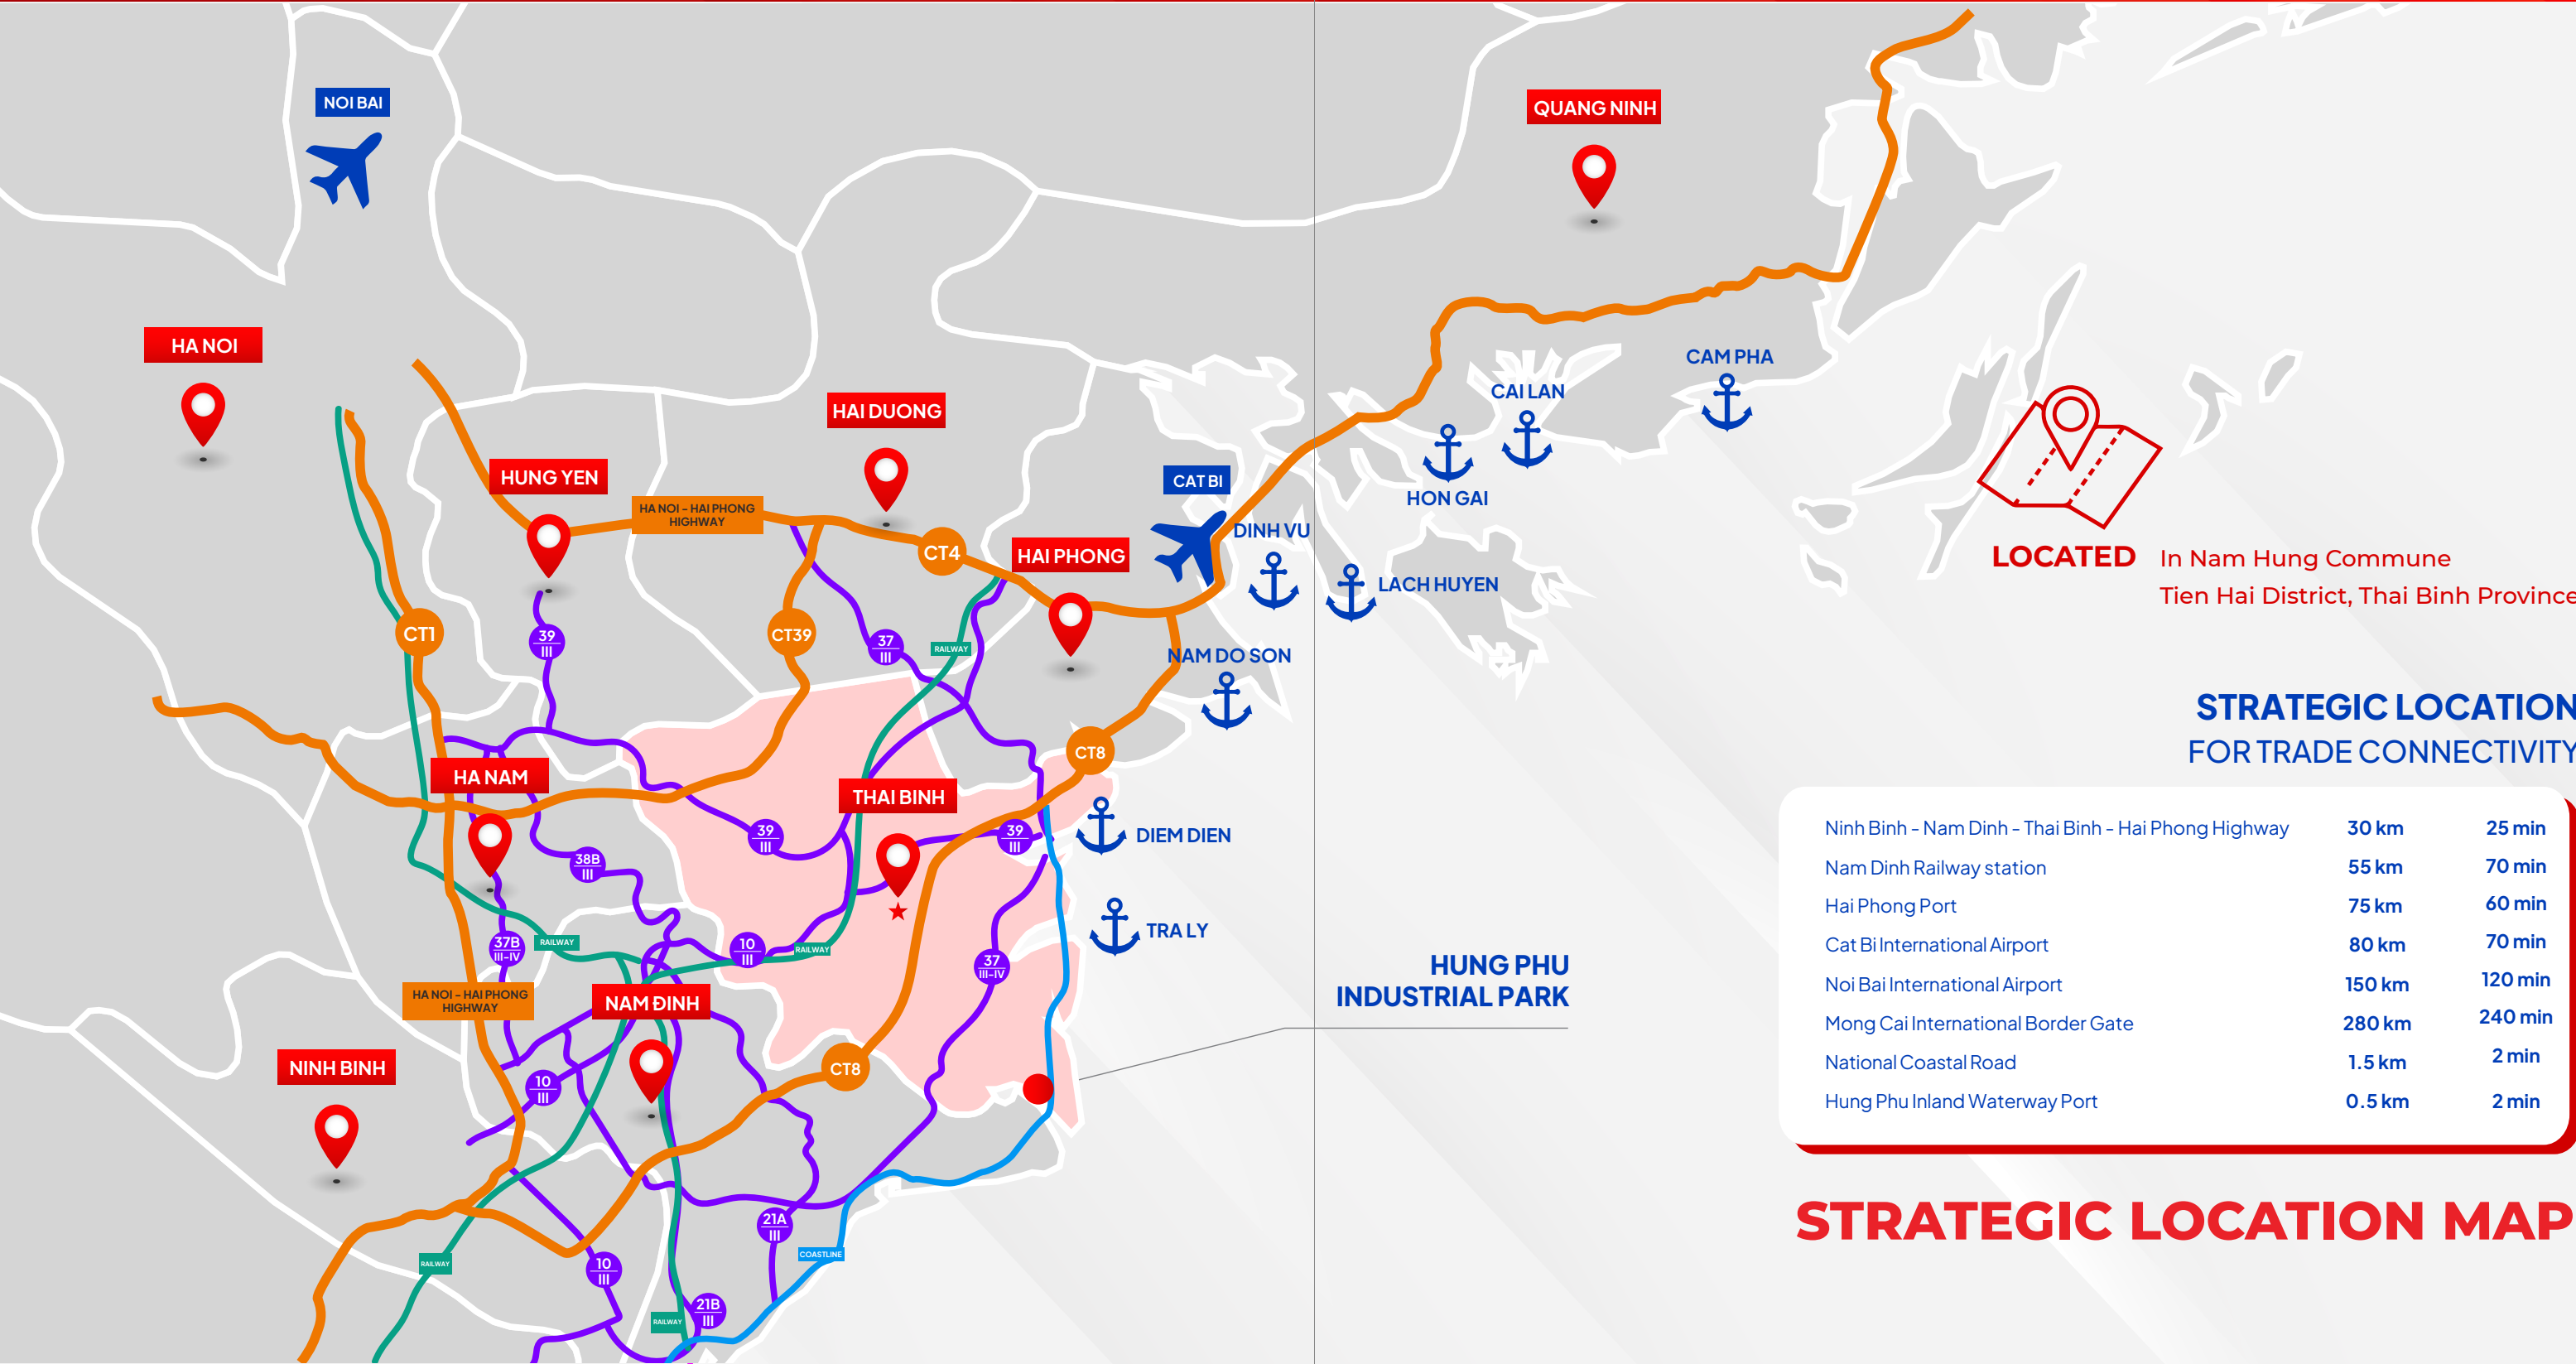 NOI BAI
QUANG NINH
HA NOI
CAM PHA
CAI LAN
HAI DUONG
HUNG YEN
CAT BI
HON GAI
HA NOI - HAI PHONG
HIGHWAY
DINH VU
CT4
HAI PHONG
LOCATED
In Nam Hung Commune
Tien Hai District, Thai Binh Province
LACH HUYEN
CT1
39
III
CT39
37
III
RAILWAY
NAM DO SON
STRATEGIC LOCATION
FOR TRADE CONNECTIVITY
CT8
HA NAM
THAI BINH
39
III
39
III
DIEM DIEN
38B
III
TRA LY
37B
III-IV
RAILWAY
10
III
RAILWAY
37
III-IV
HUNG PHU
INDUSTRIAL PARK
HA NOI - HAI PHONG
HIGHWAY
NAM ĐINH
NINH BINH
CT8
10
III
21A
III
COASTLINE
RAILWAY
10
III
21B
III
RAILWAY
Ninh Binh - Nam Dinh - Thai Binh - Hai Phong Highway 30 km 25 min
Nam Dinh Railway station 55 km 70 min
Hai Phong Port 75 km 60 min
Cat Bi International Airport 80 km 70 min
Noi Bai International Airport 150 km 120 min
Mong Cai International Border Gate 280 km 240 min
National Coastal Road 1.5 km 2 min
Hung Phu Inland Waterway Port 0.5 km 2 min
STRATEGIC LOCATION MAP